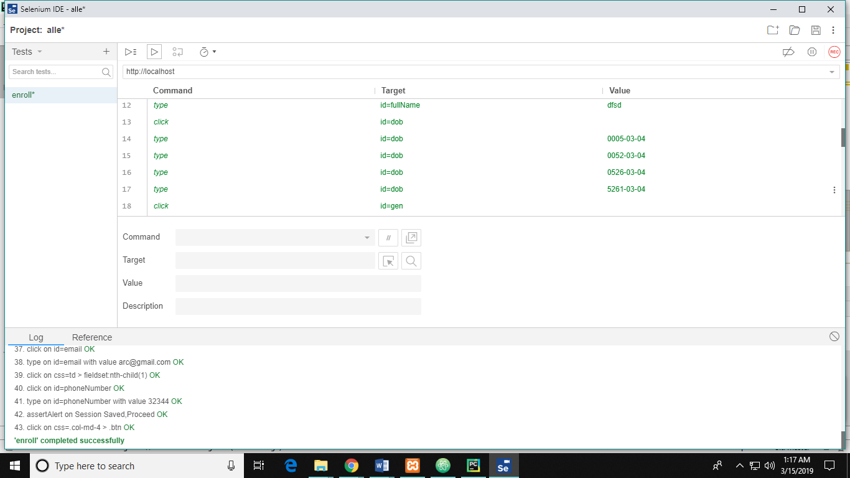 Selenium IDE - alle*
Project: alle*
Tests
Search tests...
enroll*
http://localhost
Command Target Value
12 type id=fullName dfsd
13 click id=dob
14 type id=dob 0005-03-04
15 type id=dob 0052-03-04
16 type id=dob 0526-03-04
17 type id=dob 5261-03-04
18 click id=gen
Command //
Target
Value
Description
Log Reference
37. click on id=email OK
38. type on id=email with value arc@gmail.com OK
39. click on css=td > fieldset:nth-child(1) OK
40. click on id=phoneNumber OK
41. type on id=phoneNumber with value 32344 OK
42. assertAlert on Session Saved,Proceed OK
43. click on css=.col-md-4 > .btn OK
'enroll' completed successfully
Type here to search
1:17 AM
3/15/2019